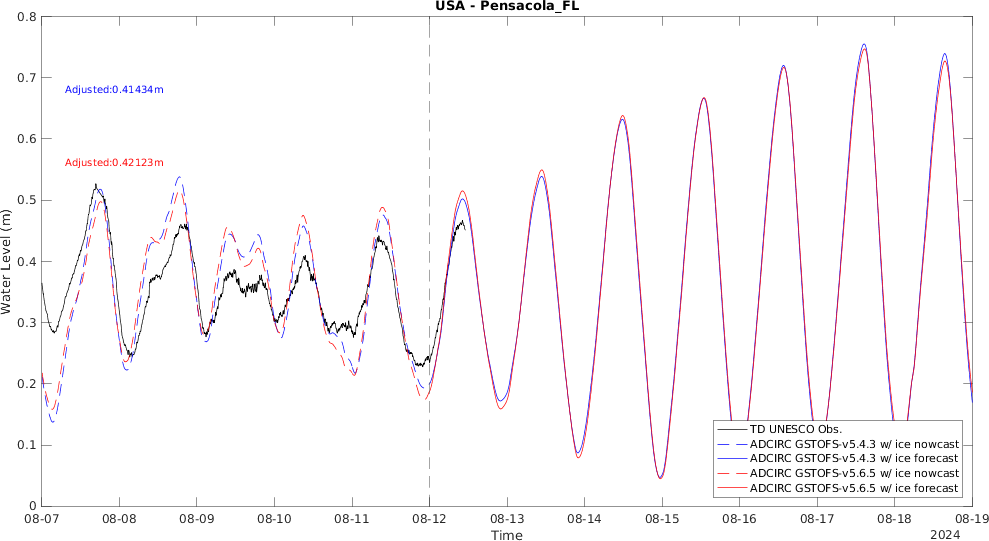 USA - Pensacola_FL
0.8
0.7
0.6
0.5
0.4
0.3
0.2
0.1
0
Water Level (m)
Adjusted:0.41434m
Adjusted:0.42123m
TD UNESCO Obs.
ADCIRC GSTOFS-v5.4.3 w/ ice nowcast
ADCIRC GSTOFS-v5.4.3 w/ ice forecast
ADCIRC GSTOFS-v5.6.5 w/ ice nowcast
ADCIRC GSTOFS-v5.6.5 w/ ice forecast
08-07 08-08 08-09 08-10 08-11 08-12 08-13 08-14 08-15 08-16 08-17 08-18 08-19
Time
2024